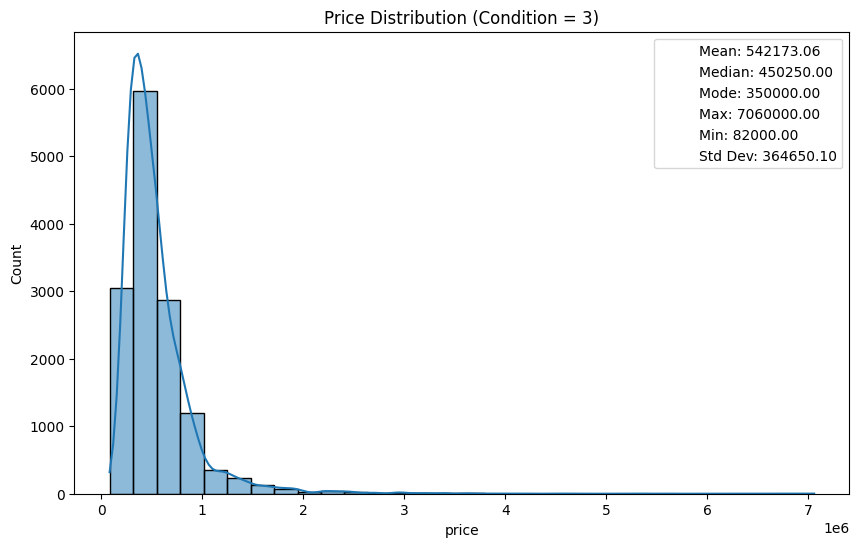 Price Distribution (Condition = 3)
Mean: 542173.06
Median: 450250.00
Mode: 350000.00
Max: 7060000.00
Min: 82000.00
Std Dev: 364650.10
Count
6000
5000
4000
3000
2000
1000
0
0 1 2 3 4 5 6 7
1e6
price